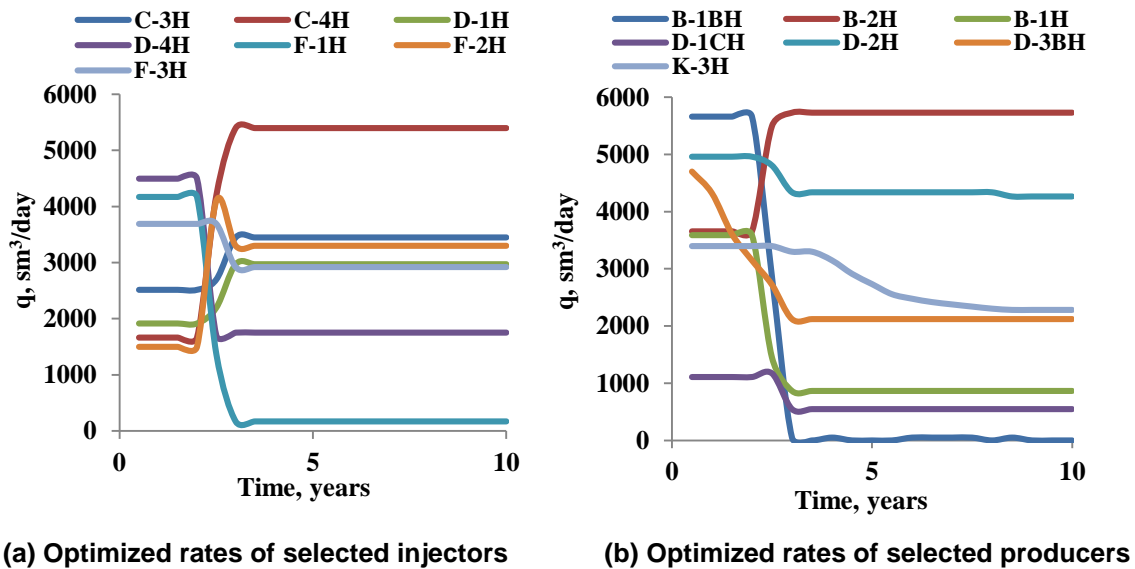 C-3H C-4H D-1H
D-4H F-1H F-2H
F-3H
6000
5000
4000
3000
2000
1000
0
q, sm³/day
0 5 10
Time, years
(a) Optimized rates of selected injectors
B-1BH B-2H B-1H
D-1CH D-2H D-3BH
K-3H
6000
5000
4000
3000
2000
1000
0
q, sm³/day
0 5 10
Time, years
(b) Optimized rates of selected producers